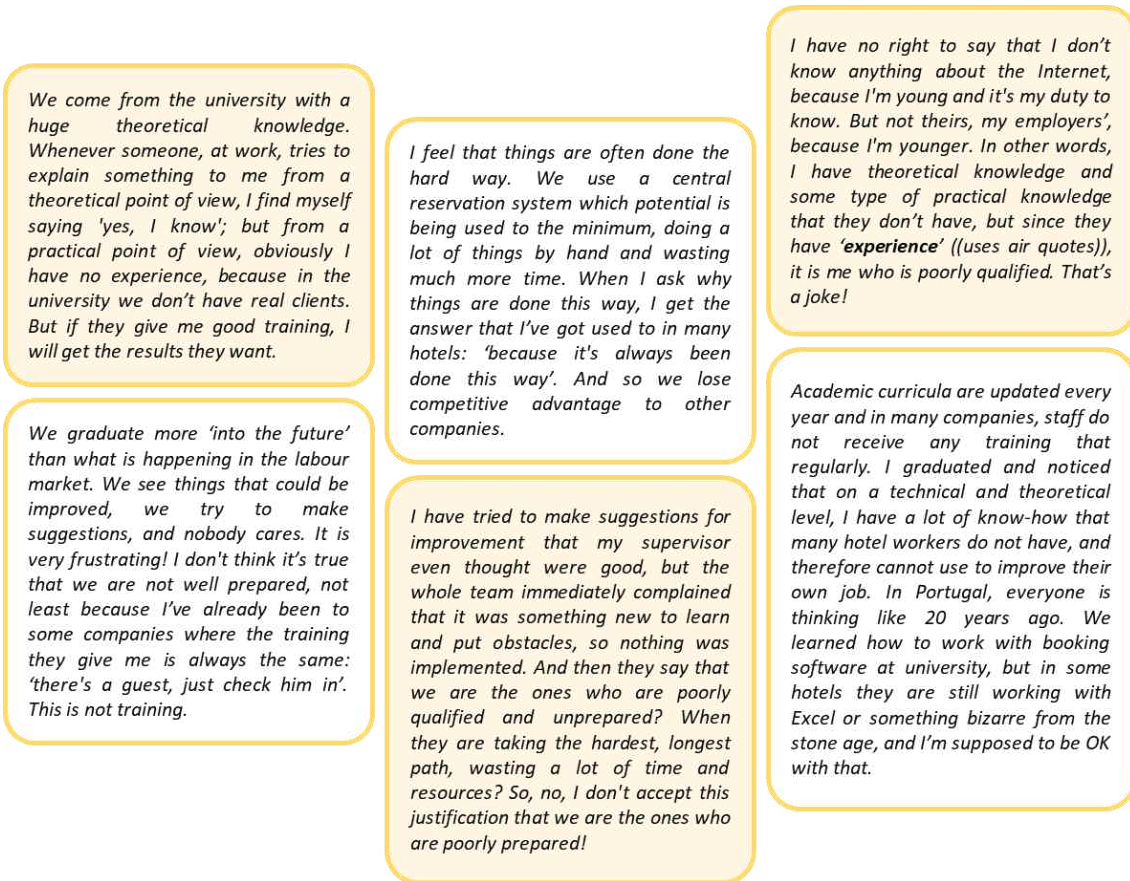 We come from the university with a
huge theoretical knowledge.
Whenever someone, at work, tries to
explain something to me from a
theoretical point of view, I find myself
saying 'yes, I know'; but from a
practical point of view, obviously I
have no experience, because in the
university we don’t have real clients.
But if they give me good training, I
will get the results they want.
We graduate more ‘into the future’
than what is happening in the labour
market. We see things that could be
improved, we try to make
suggestions, and nobody cares. It is
very frustrating! I don't think it’s true
that we are not well prepared, not
least because I’ve already been to
some companies where the training
they give me is always the same:
‘there's a guest, just check him in’.
This is not training.
I feel that things are often done the
hard way. We use a central
reservation system which potential is
being used to the minimum, doing a
lot of things by hand and wasting
much more time. When I ask why
things are done this way, I get the
answer that I’ve got used to in many
hotels: ‘because it's always been
done this way’. And so we lose
competitive advantage to other
companies.
I have tried to make suggestions for
improvement that my supervisor
even thought were good, but the
whole team immediately complained
that it was something new to learn
and put obstacles, so nothing was
implemented. And then they say that
we are the ones who are poorly
qualified and unprepared? When
they are taking the hardest, longest
path, wasting a lot of time and
resources? So, no, I don't accept this
justification that we are the ones who
are poorly prepared!
I have no right to say that I don’t
know anything about the Internet,
because I'm young and it's my duty to
know. But not theirs, my employers’,
because I'm younger. In other words,
I have theoretical knowledge and
some type of practical knowledge
that they don’t have, but since they
have ‘experience’ ((uses air quotes)),
it is me who is poorly qualified. That’s
a joke!
Academic curricula are updated every
year and in many companies, staff do
not receive any training that
regularly. I graduated and noticed
that on a technical and theoretical
level, I have a lot of know-how that
many hotel workers do not have, and
therefore cannot use to improve their
own job. In Portugal, everyone is
thinking like 20 years ago. We
learned how to work with booking
software at university, but in some
hotels they are still working with
Excel or something bizarre from the
stone age, and I’m supposed to be OK
with that.